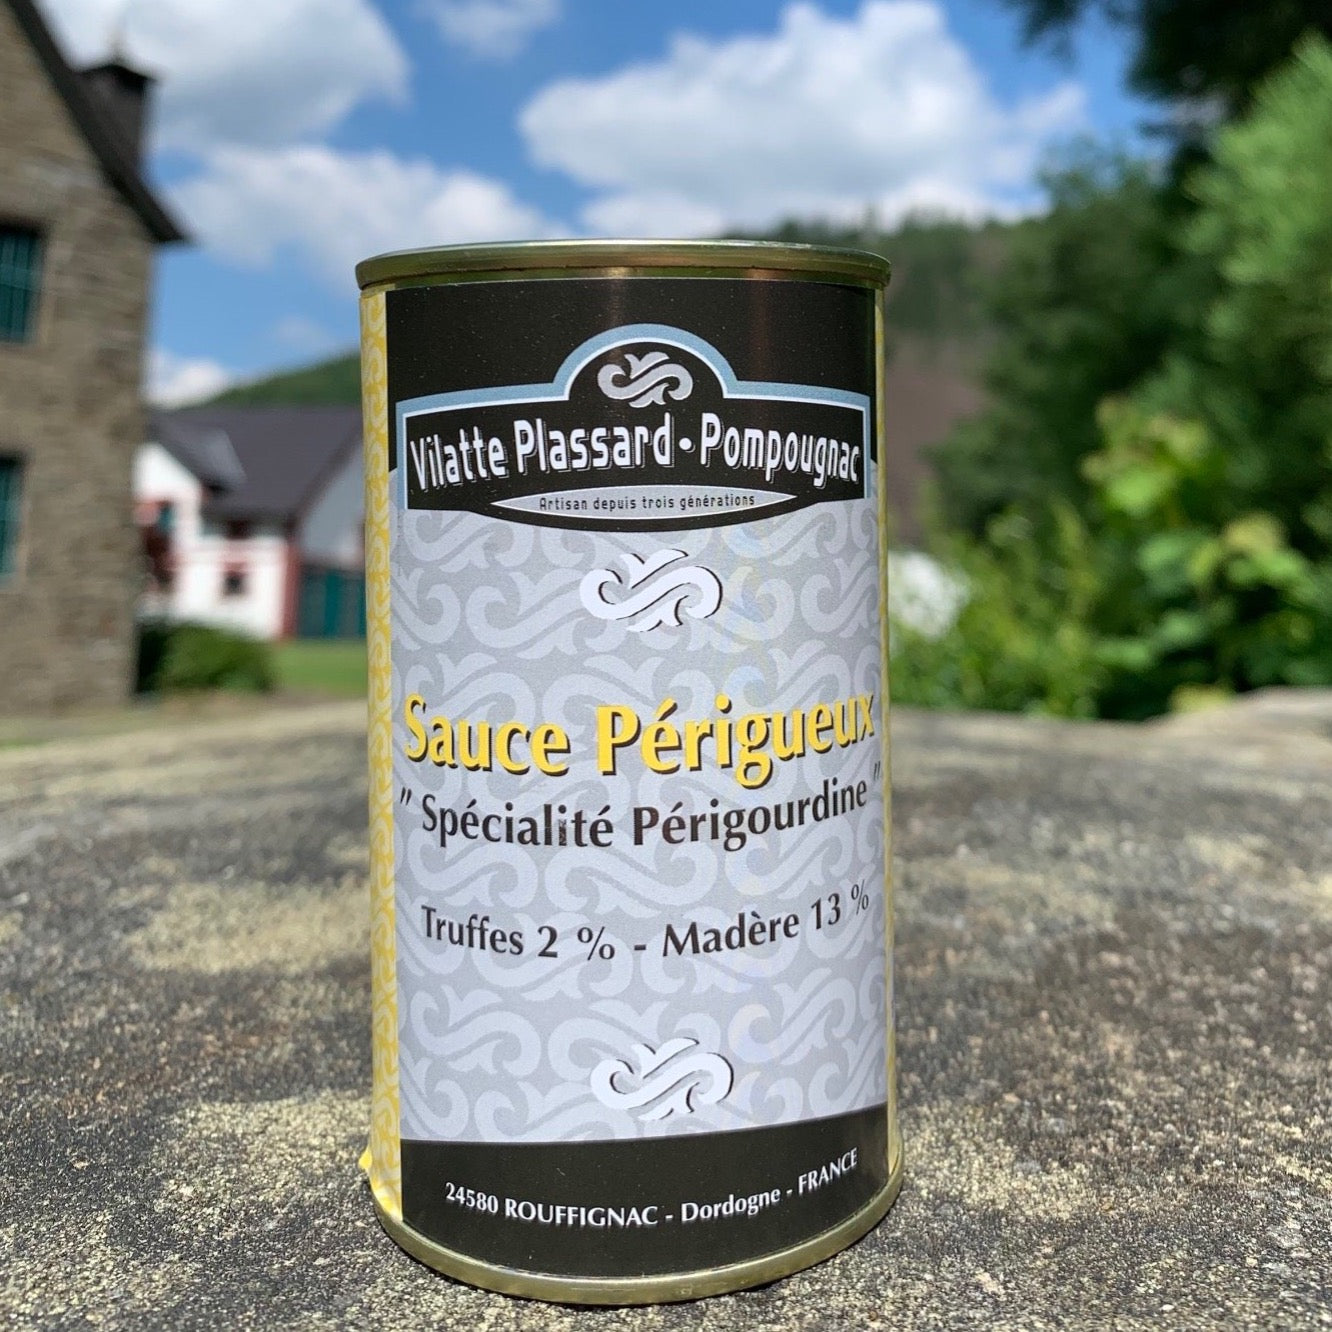 Vilatte Plassard • Pompougnac
Artisan depuis trois générations
Sauce Périgueux
" Spécialité Périgourdine "
Truffes 2 % - Madère 13 %
24580 ROUFFIGNAC - Dordogne - FRANCE